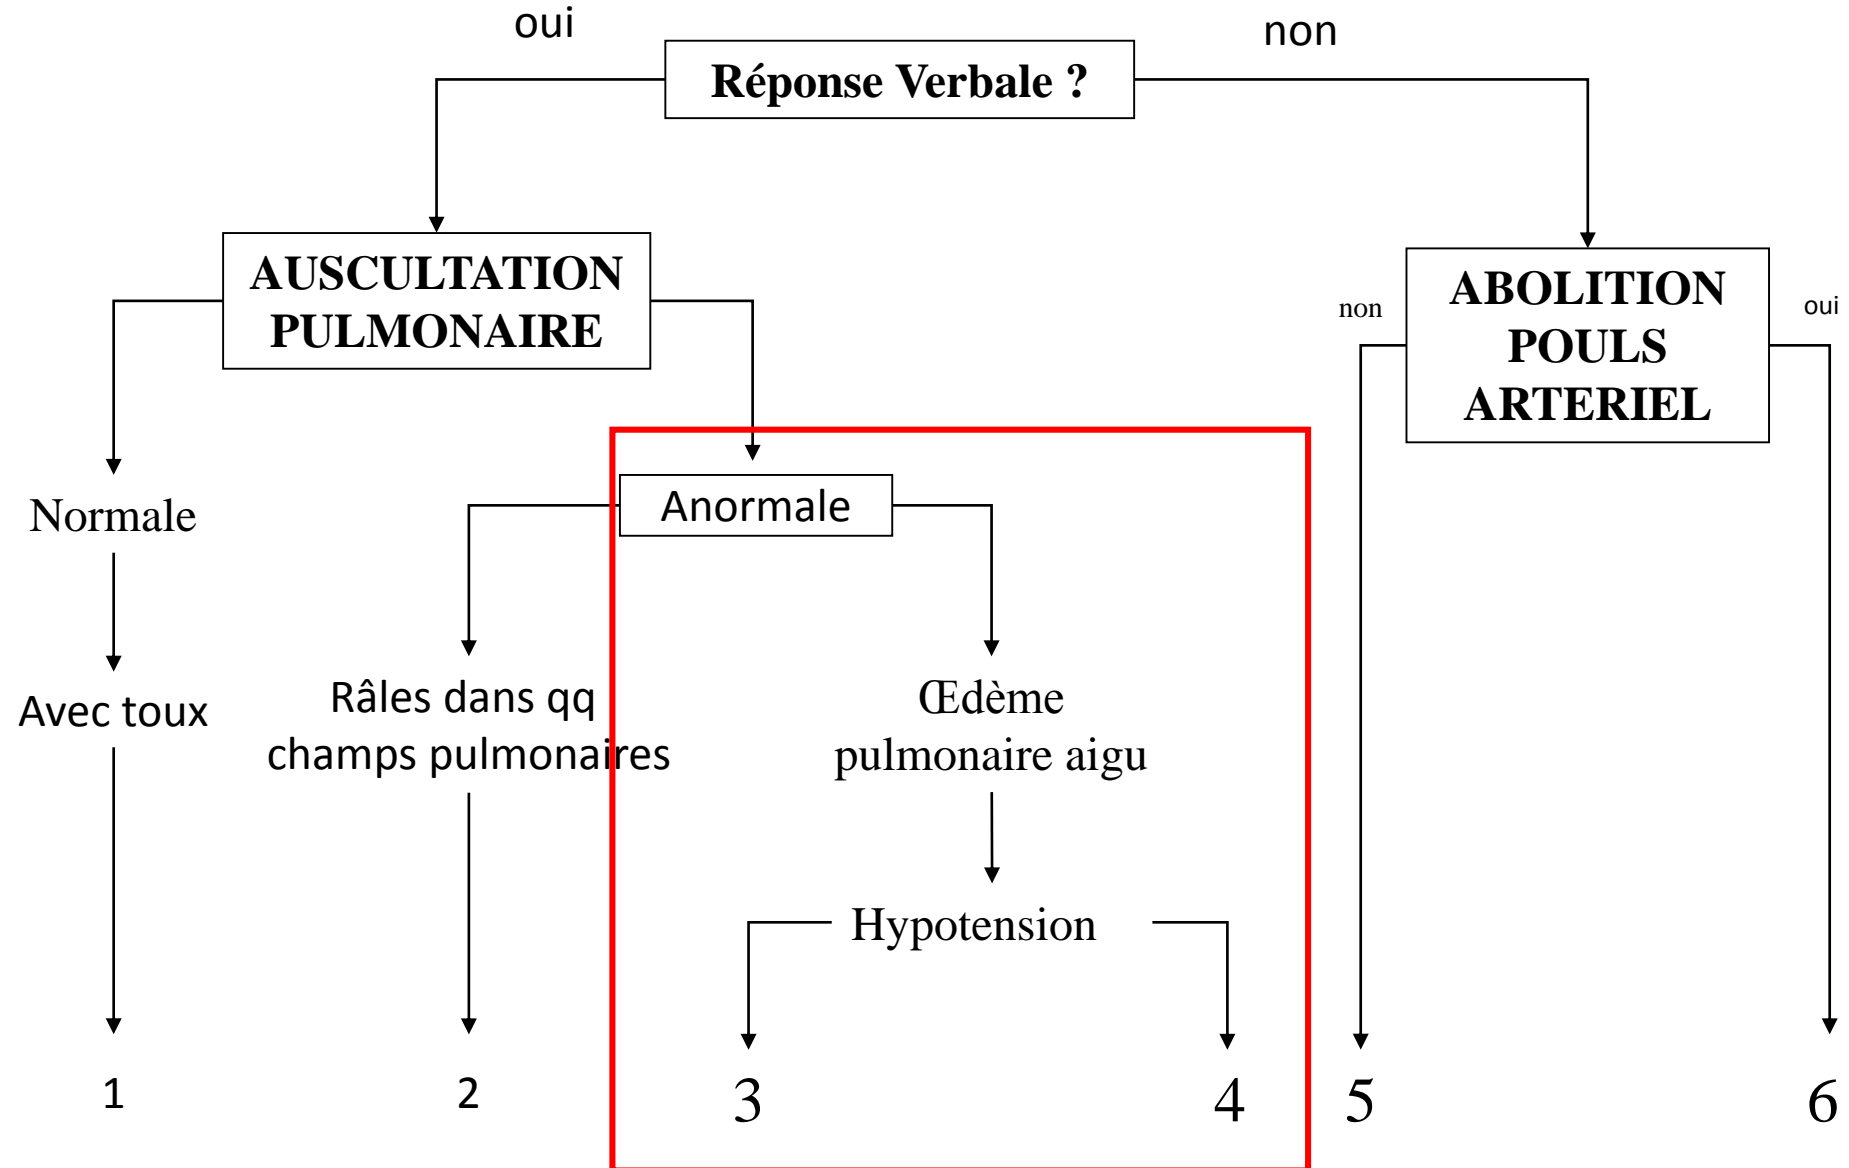 oui
non
Réponse Verbale ?
AUSCULTATION
PULMONAIRE
non
ABOLITION
POULS
ARTERIEL
oui
Normale
Anormale
Avec toux
Râles dans qq
champs pulmonaires
Œdème
pulmonaire aigu
Hypotension
1
2
3
4
5
6